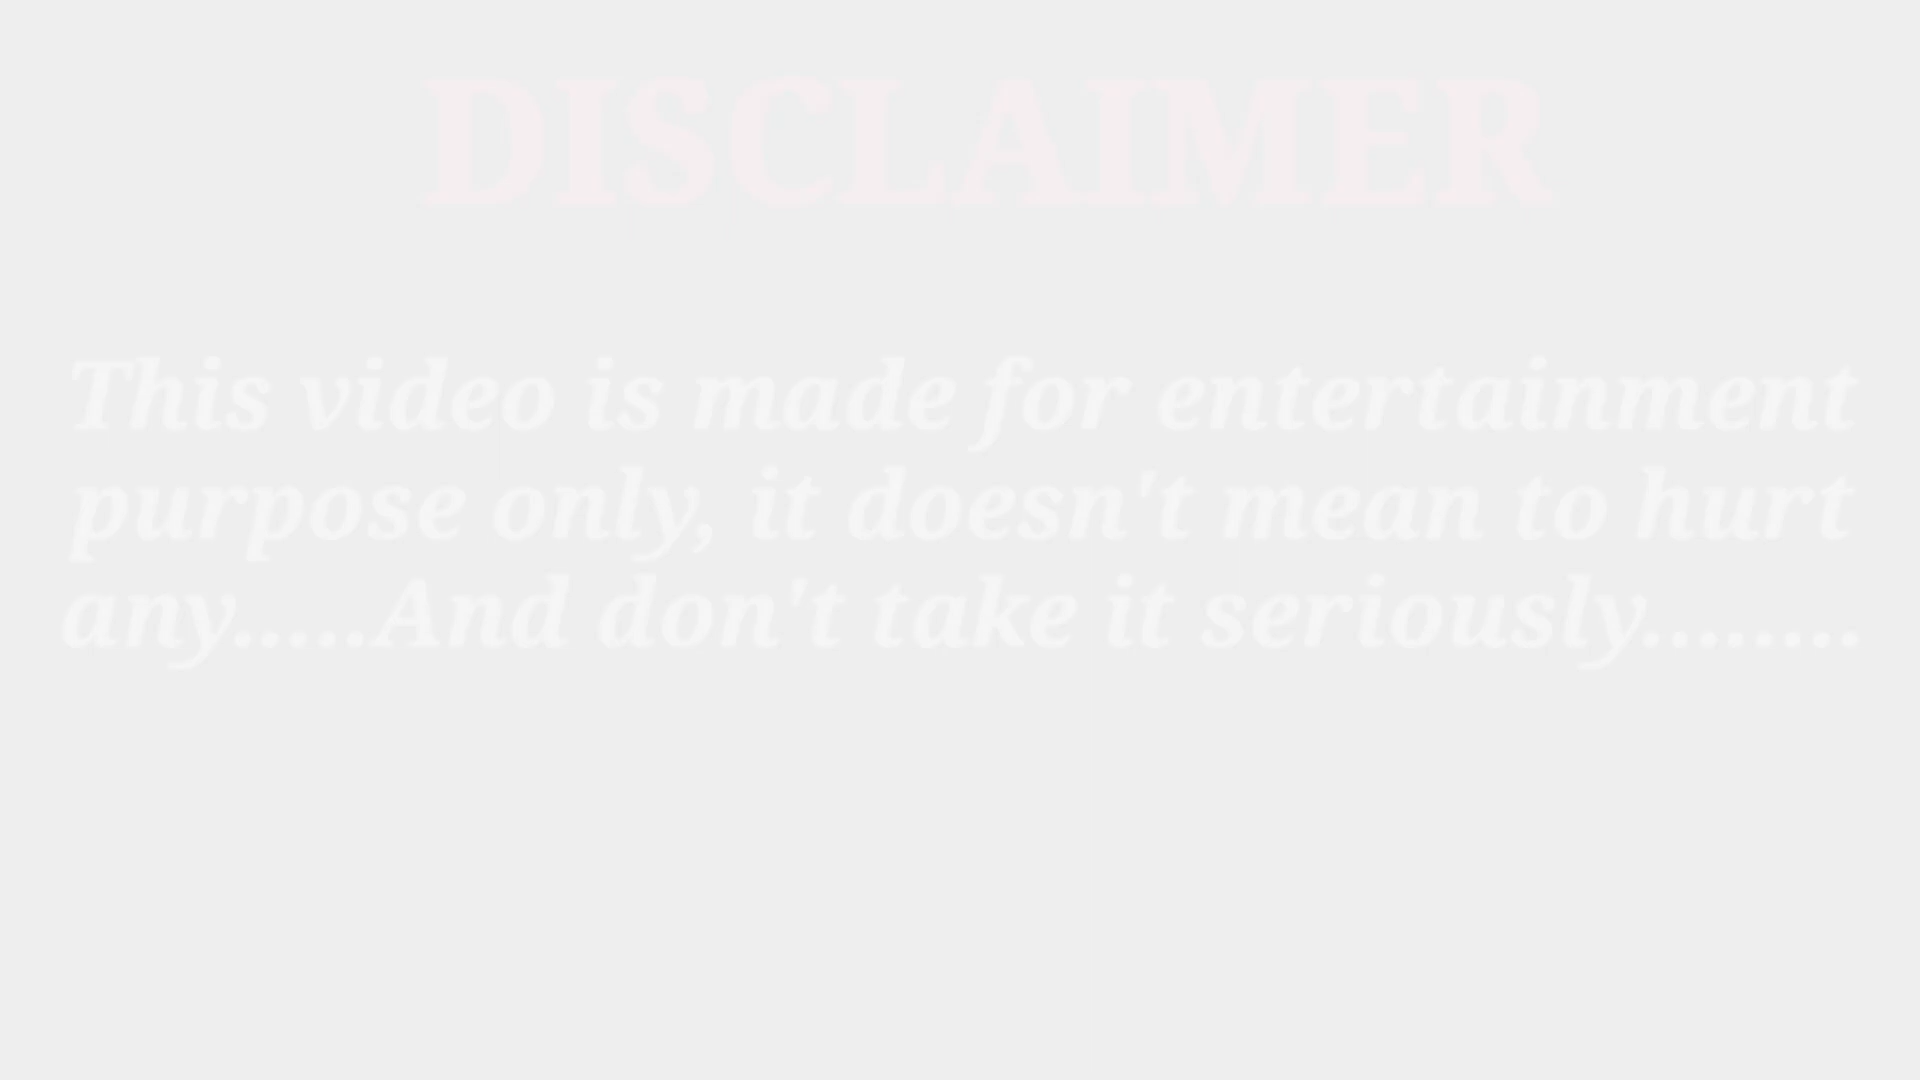 DISCLAIMER
This video is made for entertainment
purpose only, it doesn't mean to hurt
any.....And don't take it seriously........